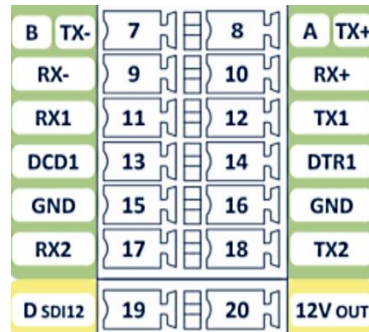 B TX- 7 8 A TX+
RX- 9 10 RX+
RX1 11 12 TX1
DCD1 13 14 DTR1
GND 15 16 GND
RX2 17 18 TX2
D SDI12 19 20 12V OUT